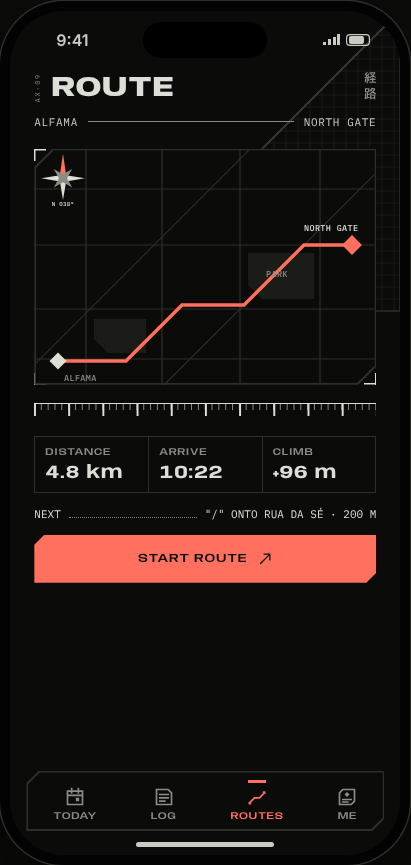 9:41
AX·09
ROUTE
経路
ALFAMA
NORTH GATE
N 038°
NORTH GATE
PARK
ALFAMA
DISTANCE
4.8 km
ARRIVE
10:22
CLIMB
+96 m
NEXT "/" ONTO RUA DA SÉ · 200 M
START ROUTE ↗
TODAY
LOG
ROUTES
ME